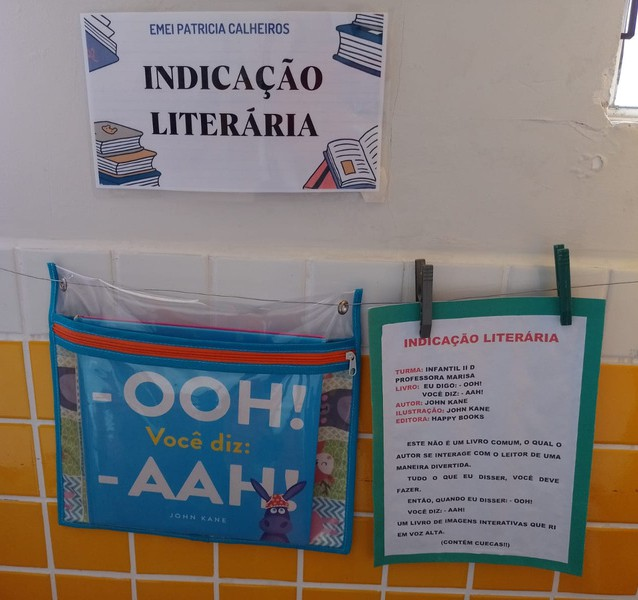 EMEI PATRICIA CALHEIROS
INDICAÇÃO
LITERÁRIA
- OOH!
Você diz:
- AAH!
JOHN KANE
INDICAÇÃO LITERÁRIA
TURMA: INFANTIL II D
PROFESSORA MARISA
LIVRO: EU DIGO: - OOH!
VOCÊ DIZ: - AAH!
AUTOR: JOHN KANE
ILUSTRAÇÃO: JOHN KANE
EDITORA: HAPPY BOOKS
ESTE NÃO É UM LIVRO COMUM, O QUAL O
AUTOR SE INTERAGE COM O LEITOR DE UMA
MANEIRA DIVERTIDA.
TUDO O QUE EU DISSER, VOCÊ DEVE
FAZER.
ENTÃO, QUANDO EU DISSER: - OOH!
VOCÊ DIZ: - AAH!
UM LIVRO DE IMAGENS INTERATIVAS QUE RI
EM VOZ ALTA.
(CONTÉM CUECAS!!)